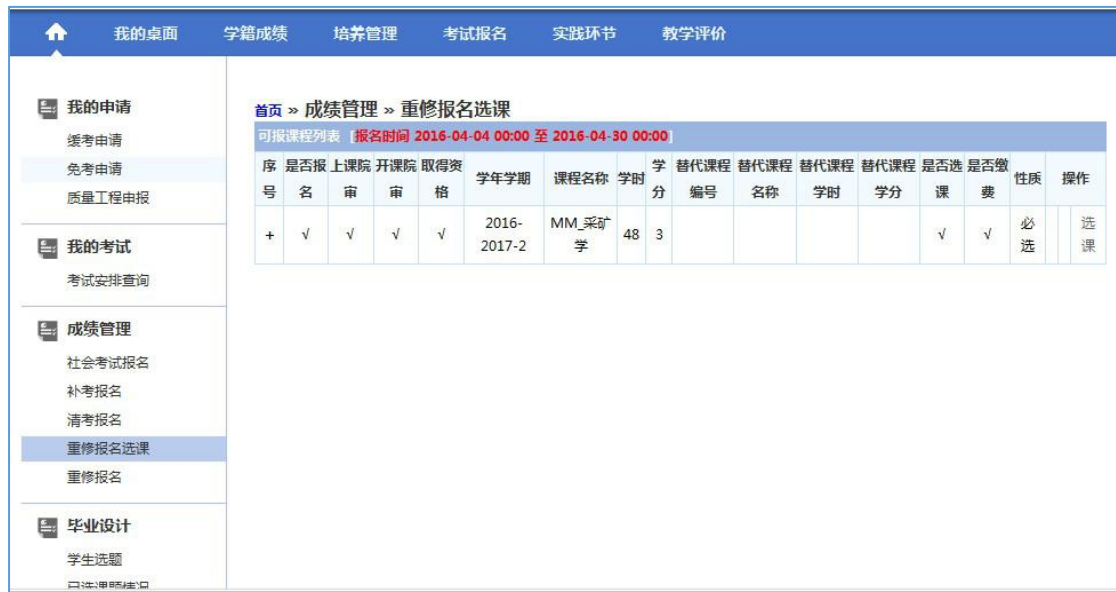 我的桌面 学籍成绩 培养管理 考试报名 实践环节 教学评价
我的申请
缓考申请
免考申请
质量工程申报
我的考试
考试安排查询
成绩管理
社会考试报名
补考报名
清考报名
重修报名选课
重修报名
毕业设计
学生选题
已选课题情况
首页 » 成绩管理 » 重修报名选课
可报课程列表 [报名时间 2016-04-04 00:00 至 2016-04-30 00:00]
序号 是否报名 上课院审 开课院审 取得资格 学年学期 课程名称 学时 学分 替代课程编号 替代课程名称 替代课程学时 替代课程学分 是否选课 是否缴费 性质 操作
+ √ √ √ √ 2016-2017-2 MM_采矿学 48 3 √ √ 必选 选课